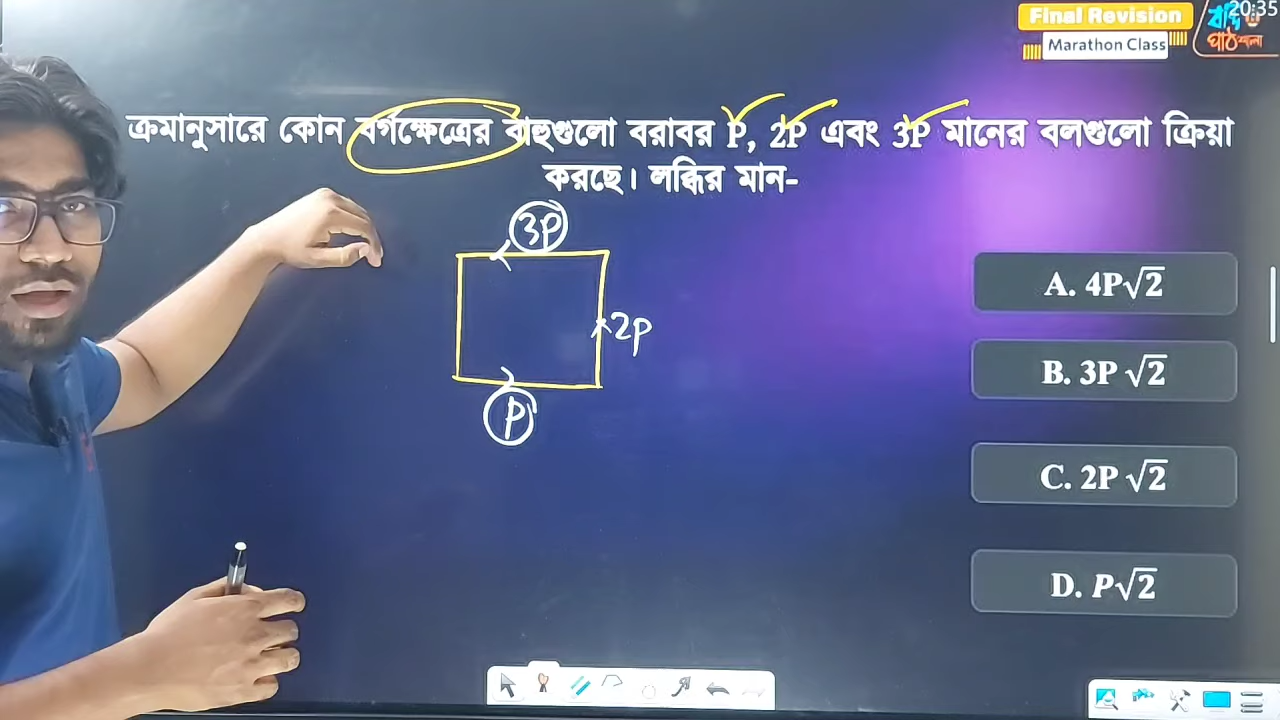 20:35
Final Revision
Marathon Class
বন্দি
পাঠশালা
ক্রমানুসারে কোন বর্গক্ষেত্রের বাহুগুলো বরাবর P, 2P এবং 3P মানের বলগুলো ক্রিয়া
করছে। লব্ধির মান-
3P
2P
P
A. 4P√2
B. 3P √2
C. 2P √2
D. P√2